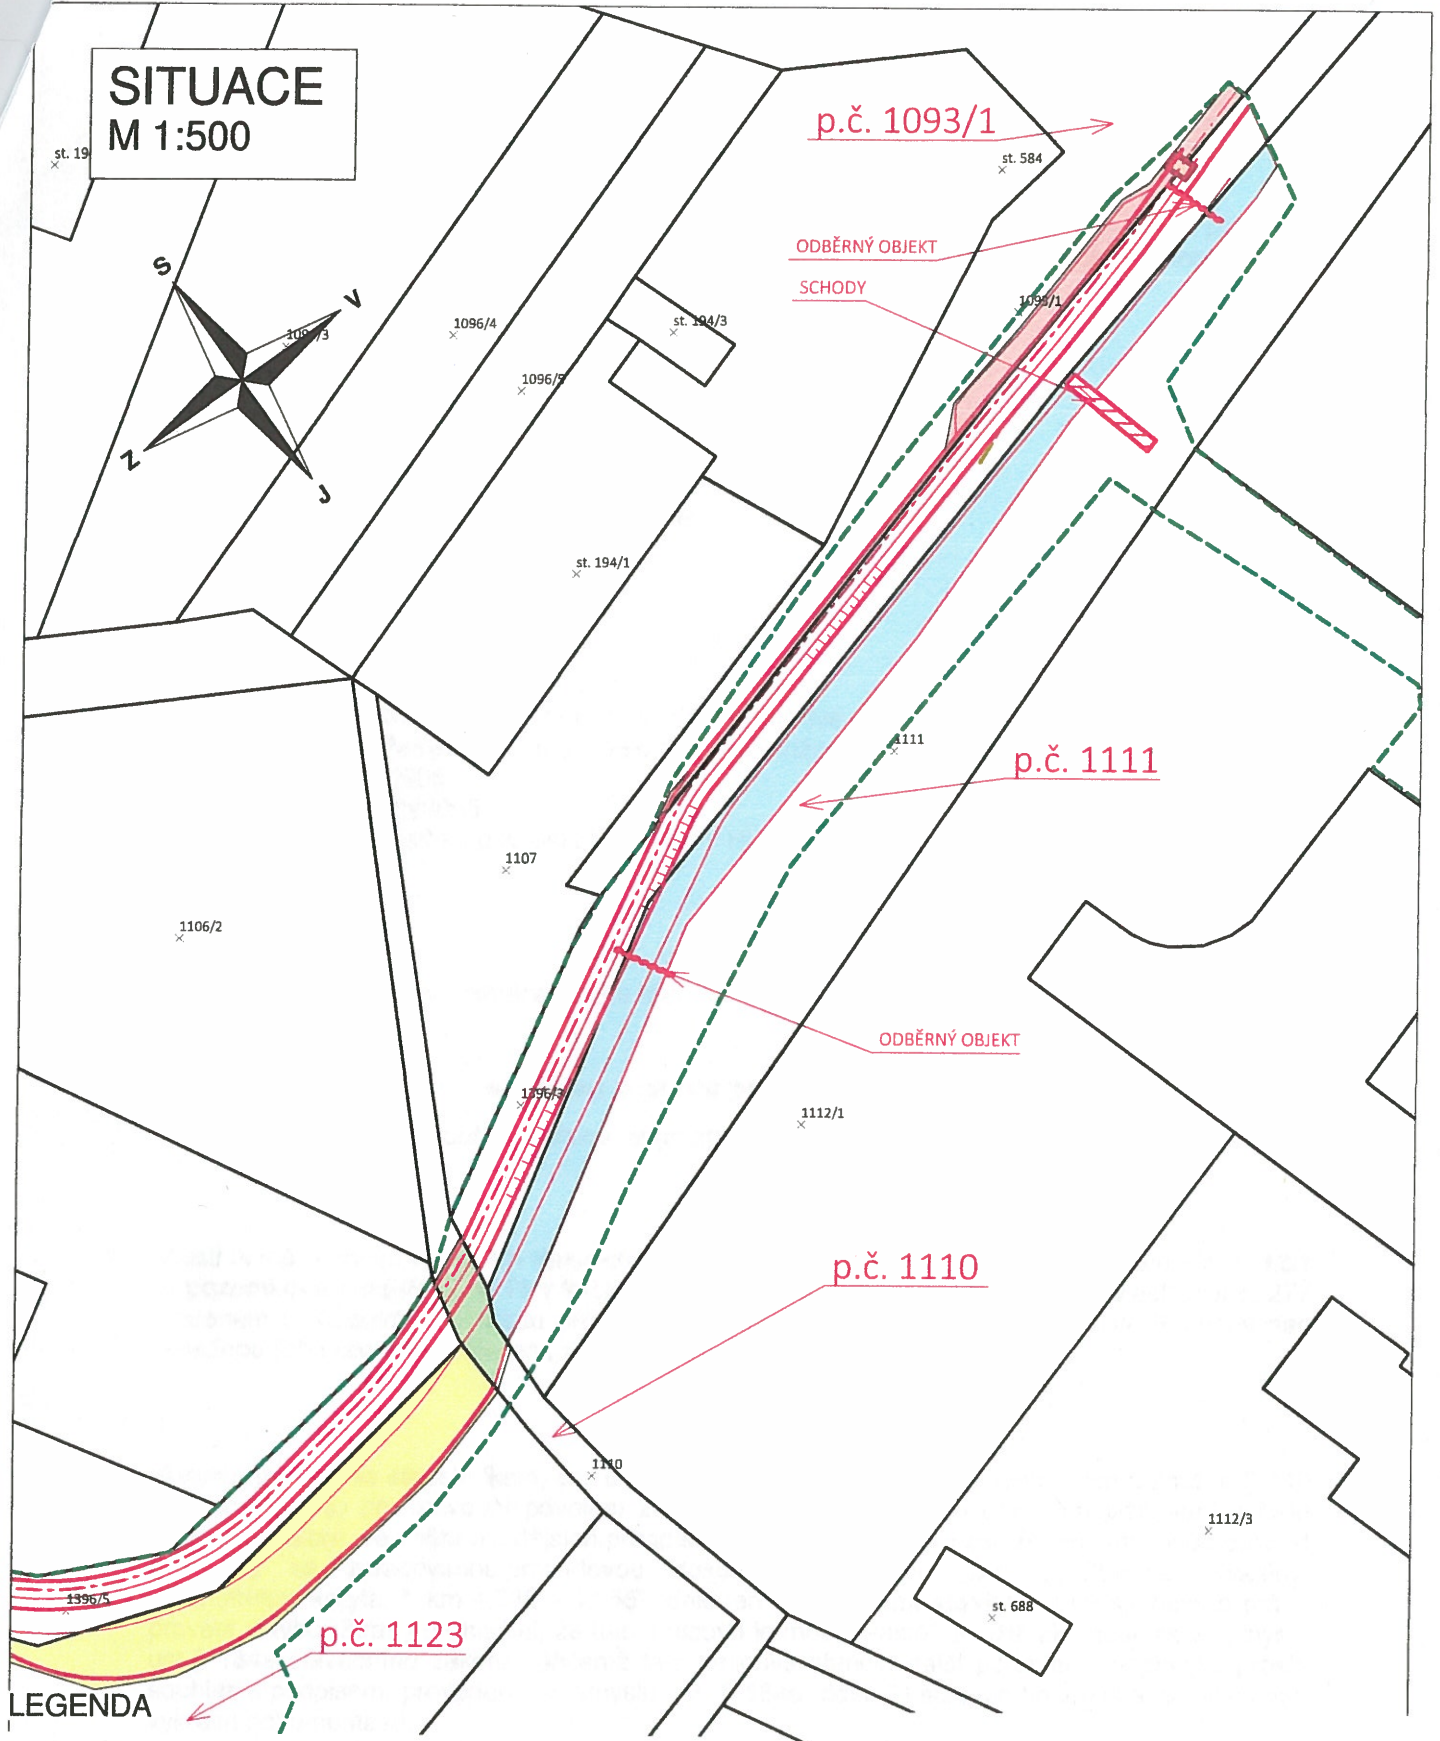 SITUACE
M 1:500
st. 19
p.č. 1093/1
st. 584
ODBĚRNÝ OBJEKT
SCHODY
S
V
Z
J
1096/4
st. 194/3
1093/1
1096/5
st. 194/1
1111
p.č. 1111
1107
1106/2
ODBĚRNÝ OBJEKT
1396/3
1112/1
p.č. 1110
1110
1112/3
1396/5
st. 688
p.č. 1123
LEGENDA